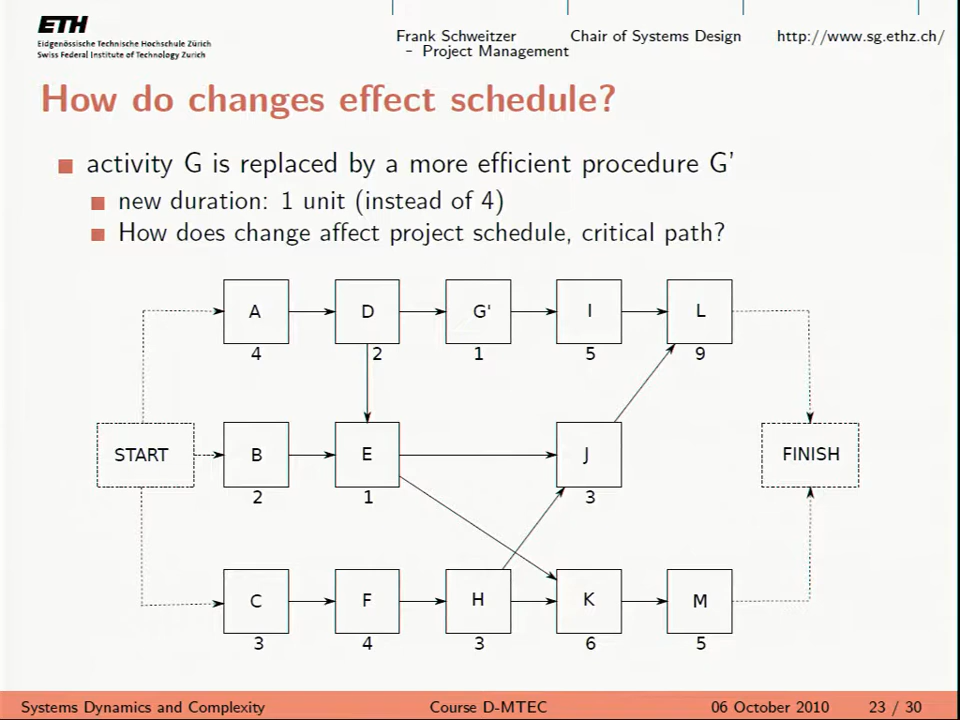 ETH
Eidgenössische Technische Hochschule Zürich
Swiss Federal Institute of Technology Zurich
Frank Schweitzer
– Project Management
Chair of Systems Design
http://www.sg.ethz.ch/
How do changes effect schedule?
activity G is replaced by a more efficient procedure G’
new duration: 1 unit (instead of 4)
How does change affect project schedule, critical path?
A
D
G'
I
L
4
2
1
5
9
START
B
E
J
FINISH
2
1
3
C
F
H
K
M
3
4
3
6
5
Systems Dynamics and Complexity
Course D-MTEC
06 October 2010
23 / 30